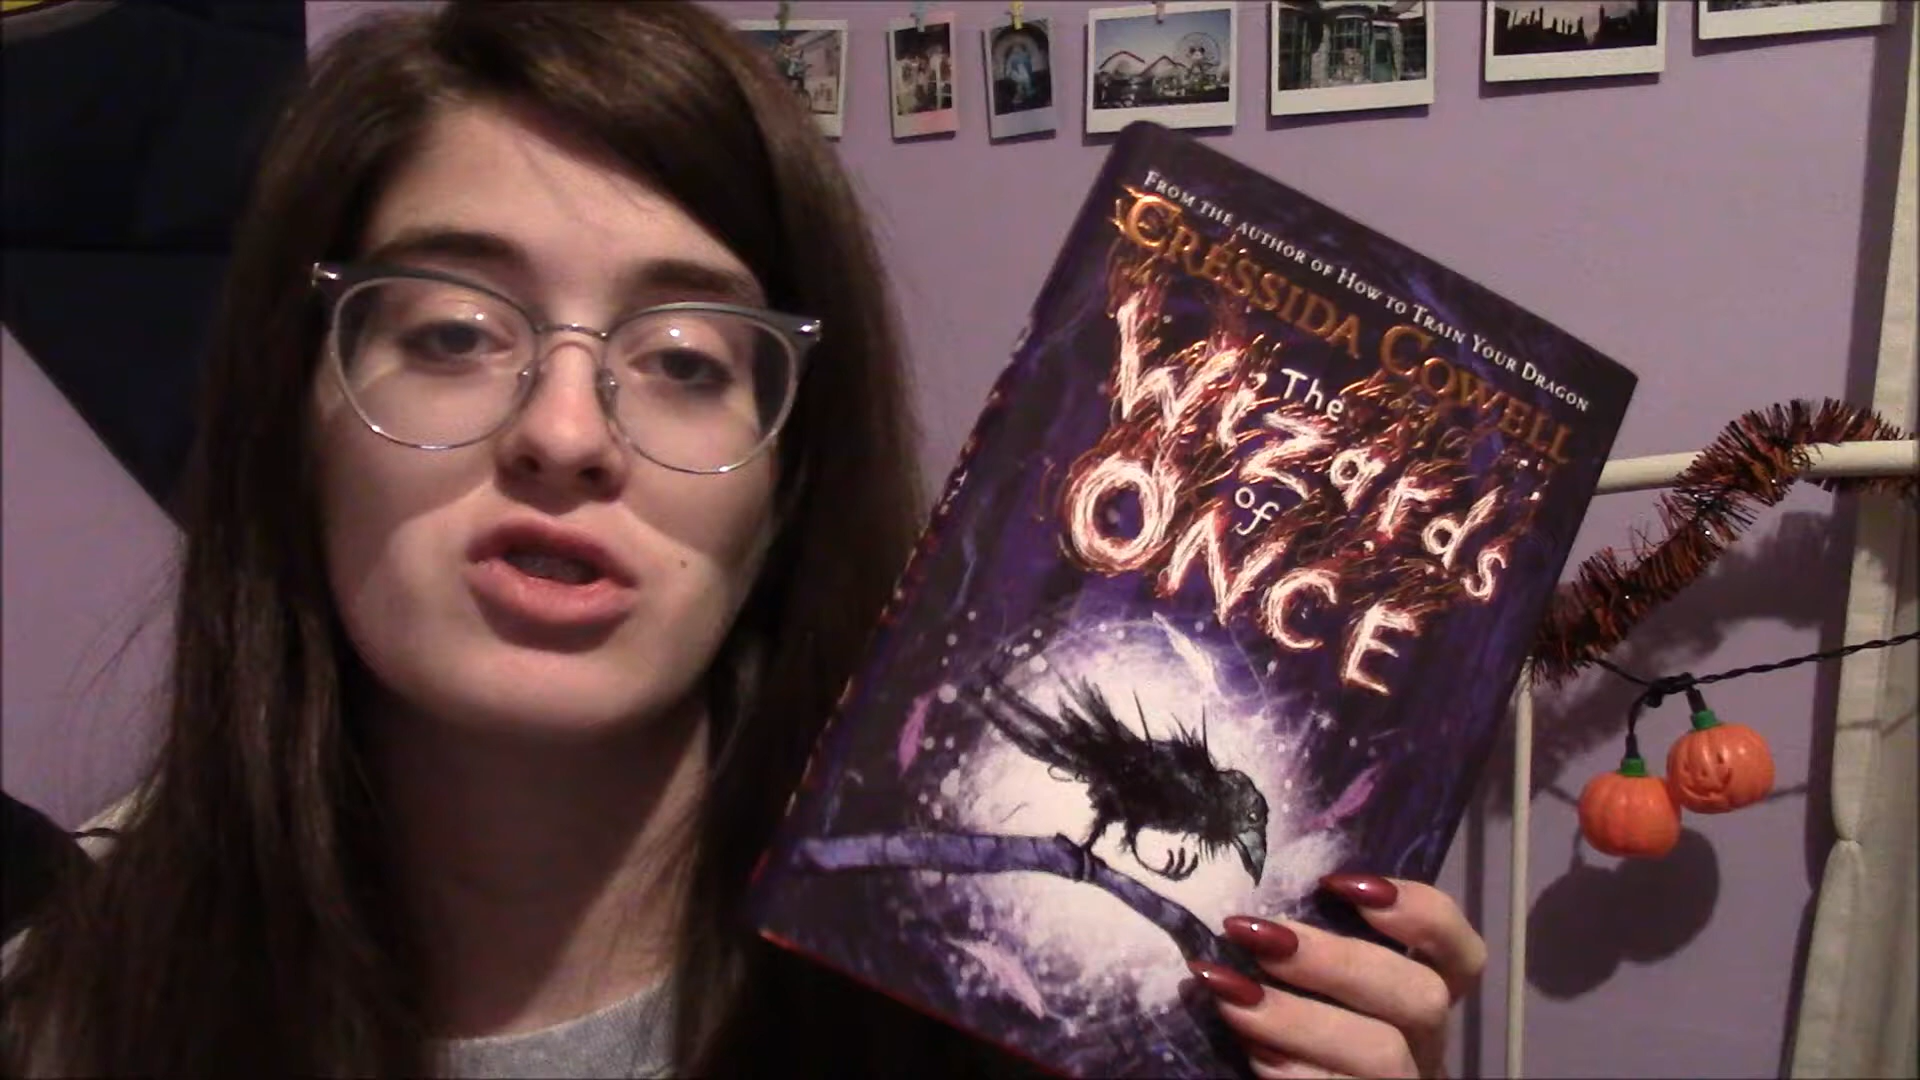 FROM THE AUTHOR OF HOW TO TRAIN YOUR DRAGON
CRESSIDA COWELL
The
WiZards
of
ONCE